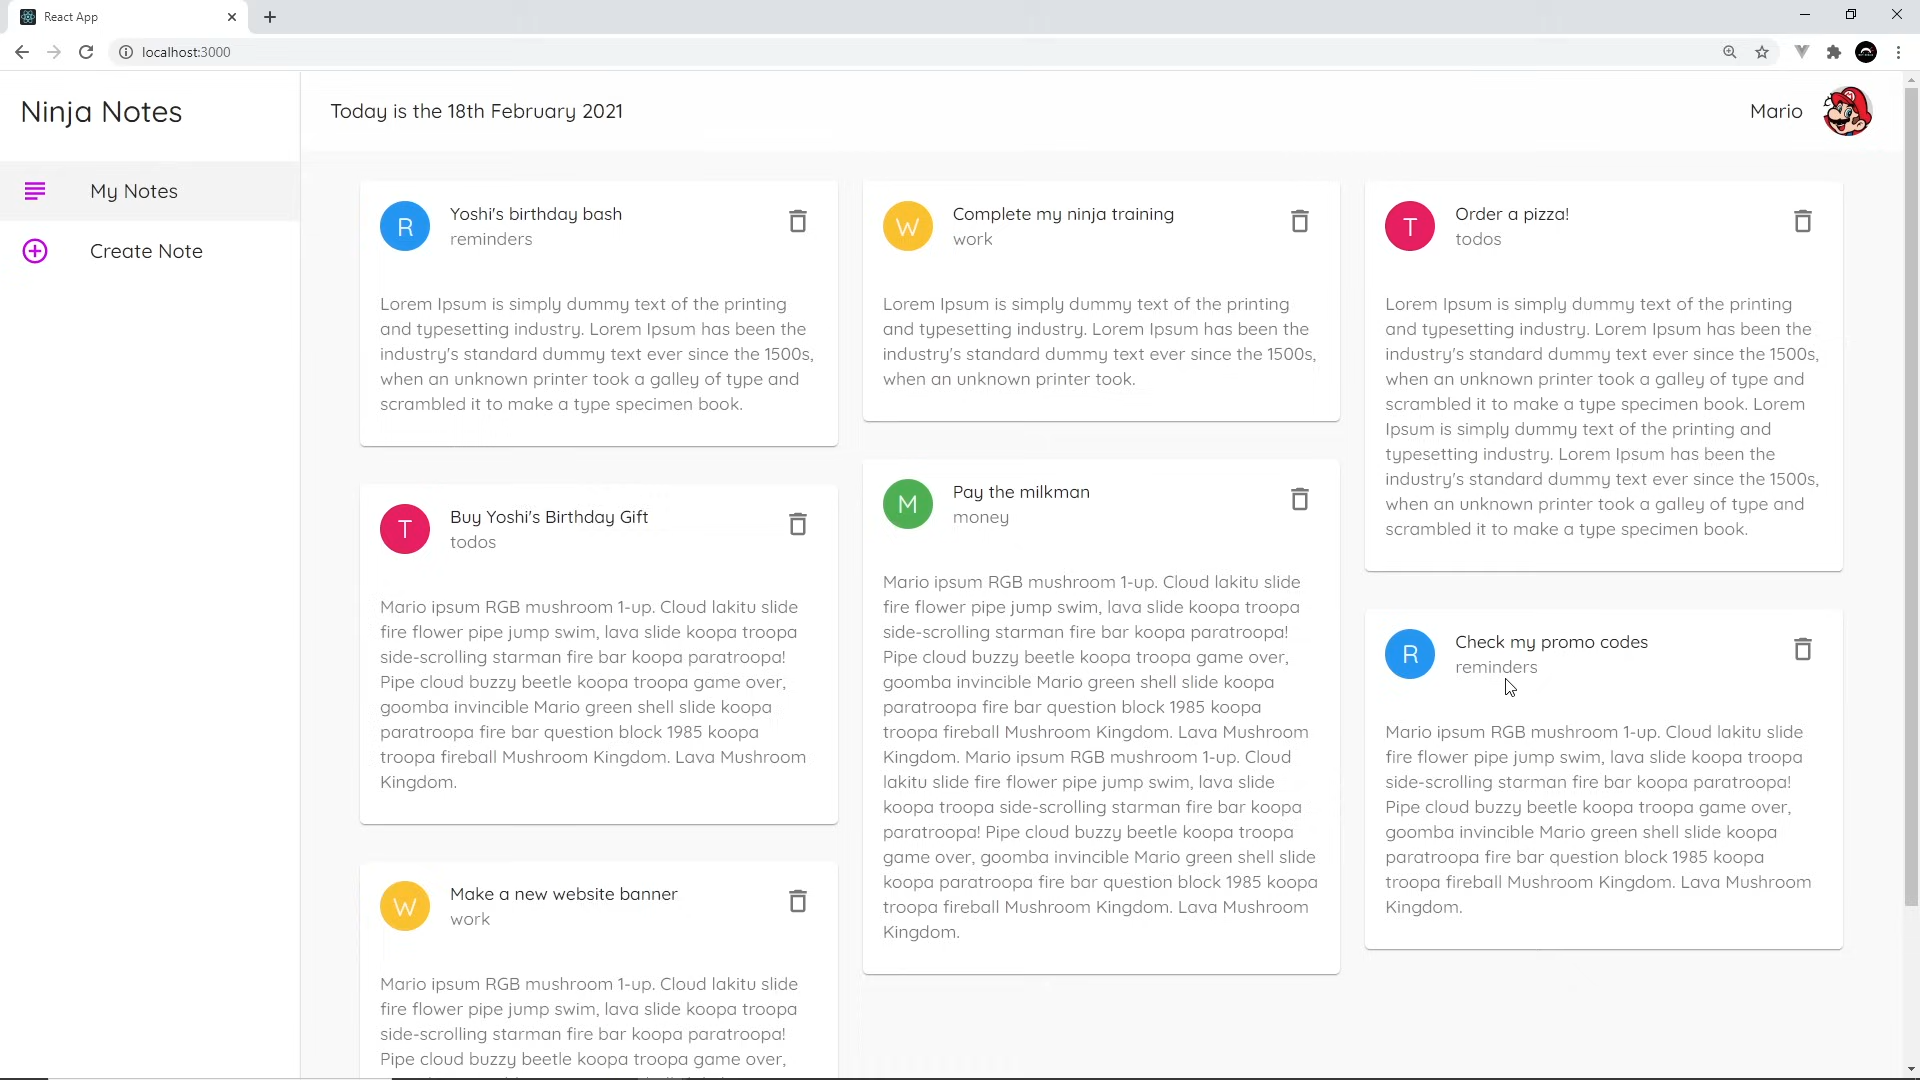 React App
localhost:3000
Ninja Notes
My Notes
Create Note
Today is the 18th February 2021
Mario
R
Yoshi's birthday bash
reminders
Lorem Ipsum is simply dummy text of the printing
and typesetting industry. Lorem Ipsum has been the
industry's standard dummy text ever since the 1500s,
when an unknown printer took a galley of type and
scrambled it to make a type specimen book.
T
Buy Yoshi's Birthday Gift
todos
Mario ipsum RGB mushroom 1-up. Cloud lakitu slide
fire flower pipe jump swim, lava slide koopa troopa
side-scrolling starman fire bar koopa paratroopa!
Pipe cloud buzzy beetle koopa troopa game over,
goomba invincible Mario green shell slide koopa
paratroopa fire bar question block 1985 koopa
troopa fireball Mushroom Kingdom. Lava Mushroom
Kingdom.
W
Make a new website banner
work
Mario ipsum RGB mushroom 1-up. Cloud lakitu slide
fire flower pipe jump swim, lava slide koopa troopa
side-scrolling starman fire bar koopa paratroopa!
Pipe cloud buzzy beetle koopa troopa game over,
W
Complete my ninja training
work
Lorem Ipsum is simply dummy text of the printing
and typesetting industry. Lorem Ipsum has been the
industry's standard dummy text ever since the 1500s,
when an unknown printer took.
M
Pay the milkman
money
Mario ipsum RGB mushroom 1-up. Cloud lakitu slide
fire flower pipe jump swim, lava slide koopa troopa
side-scrolling starman fire bar koopa paratroopa!
Pipe cloud buzzy beetle koopa troopa game over,
goomba invincible Mario green shell slide koopa
paratroopa fire bar question block 1985 koopa
troopa fireball Mushroom Kingdom. Lava Mushroom
Kingdom. Mario ipsum RGB mushroom 1-up. Cloud
lakitu slide fire flower pipe jump swim, lava slide
koopa troopa side-scrolling starman fire bar koopa
paratroopa! Pipe cloud buzzy beetle koopa troopa
game over, goomba invincible Mario green shell slide
koopa paratroopa fire bar question block 1985 koopa
troopa fireball Mushroom Kingdom. Lava Mushroom
Kingdom.
T
Order a pizza!
todos
Lorem Ipsum is simply dummy text of the printing
and typesetting industry. Lorem Ipsum has been the
industry's standard dummy text ever since the 1500s,
when an unknown printer took a galley of type and
scrambled it to make a type specimen book. Lorem
Ipsum is simply dummy text of the printing and
typesetting industry. Lorem Ipsum has been the
industry's standard dummy text ever since the 1500s,
when an unknown printer took a galley of type and
scrambled it to make a type specimen book.
R
Check my promo codes
reminders
Mario ipsum RGB mushroom 1-up. Cloud lakitu slide
fire flower pipe jump swim, lava slide koopa troopa
side-scrolling starman fire bar koopa paratroopa!
Pipe cloud buzzy beetle koopa troopa game over,
goomba invincible Mario green shell slide koopa
paratroopa fire bar question block 1985 koopa
troopa fireball Mushroom Kingdom. Lava Mushroom
Kingdom.